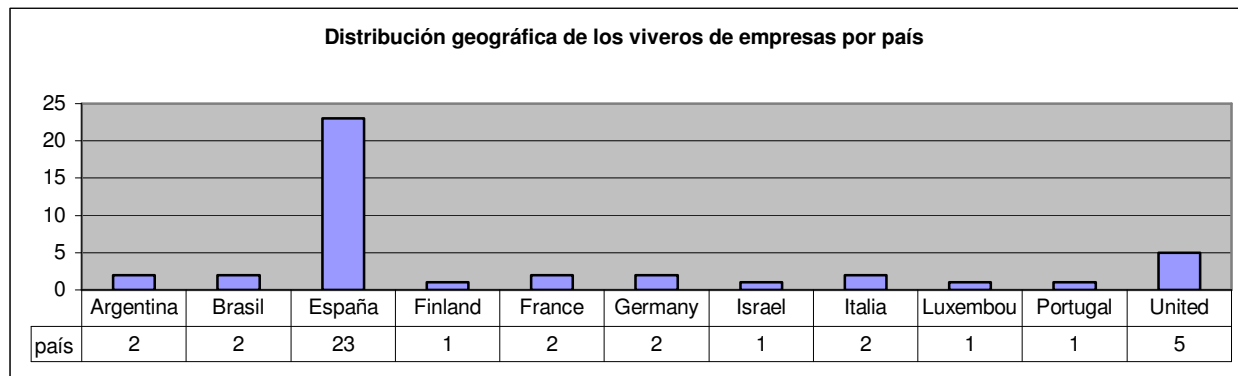 Distribución geográfica de los viveros de empresas por país
25
20
15
10
5
0
Argentina Brasil España Finland France Germany Israel Italia Luxembou Portugal United
país 2 2 23 1 2 2 1 2 1 1 5